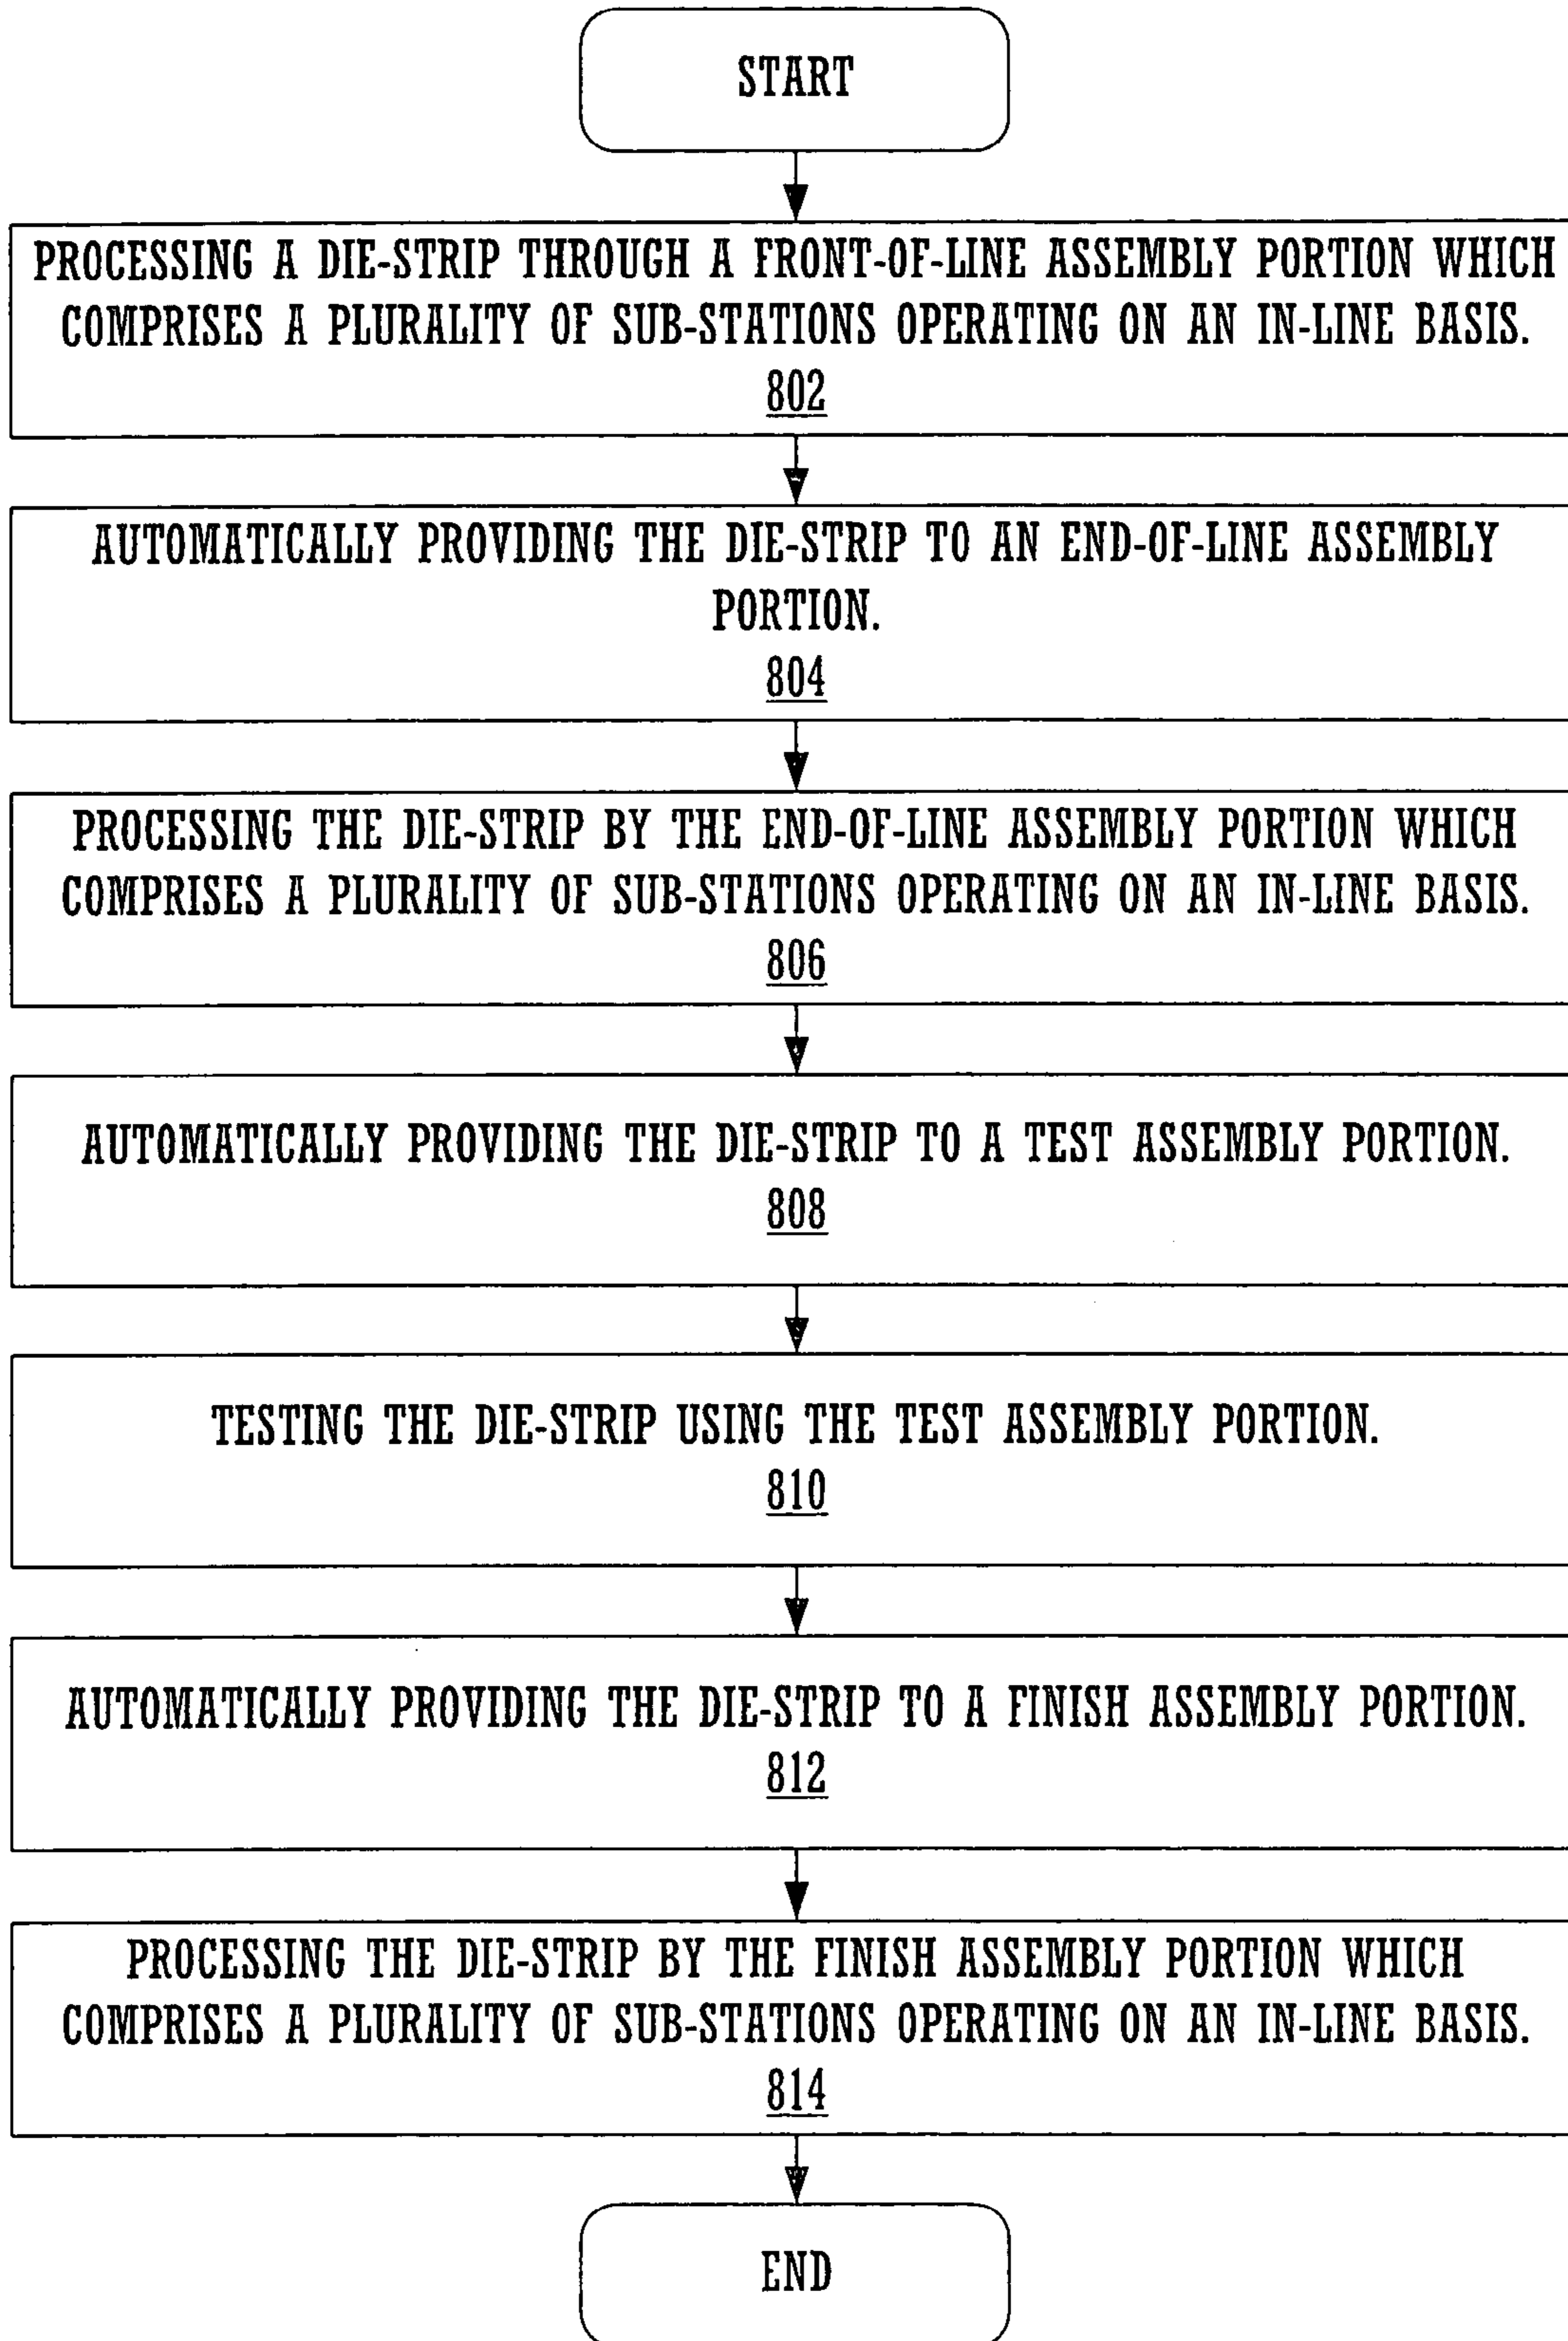 START
PROCESSING A DIE-STRIP THROUGH A FRONT-OF-LINE ASSEMBLY PORTION WHICH
COMPRISES A PLURALITY OF SUB-STATIONS OPERATING ON AN IN-LINE BASIS.
802
AUTOMATICALLY PROVIDING THE DIE-STRIP TO AN END-OF-LINE ASSEMBLY
PORTION.
804
PROCESSING THE DIE-STRIP BY THE END-OF-LINE ASSEMBLY PORTION WHICH
COMPRISES A PLURALITY OF SUB-STATIONS OPERATING ON AN IN-LINE BASIS.
806
AUTOMATICALLY PROVIDING THE DIE-STRIP TO A TEST ASSEMBLY PORTION.
808
TESTING THE DIE-STRIP USING THE TEST ASSEMBLY PORTION.
810
AUTOMATICALLY PROVIDING THE DIE-STRIP TO A FINISH ASSEMBLY PORTION.
812
PROCESSING THE DIE-STRIP BY THE FINISH ASSEMBLY PORTION WHICH
COMPRISES A PLURALITY OF SUB-STATIONS OPERATING ON AN IN-LINE BASIS.
814
END